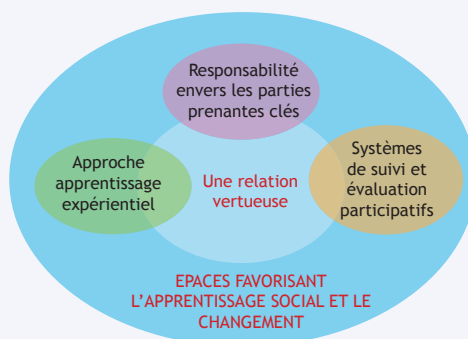 Responsabilité
envers les parties
prenantes clés
Approche
apprentissage
expérientiel
Une relation
vertueuse
Systèmes
de suivi et
évaluation
participatifs
EPACES FAVORISANT
L’APPRENTISSAGE SOCIAL ET LE
CHANGEMENT